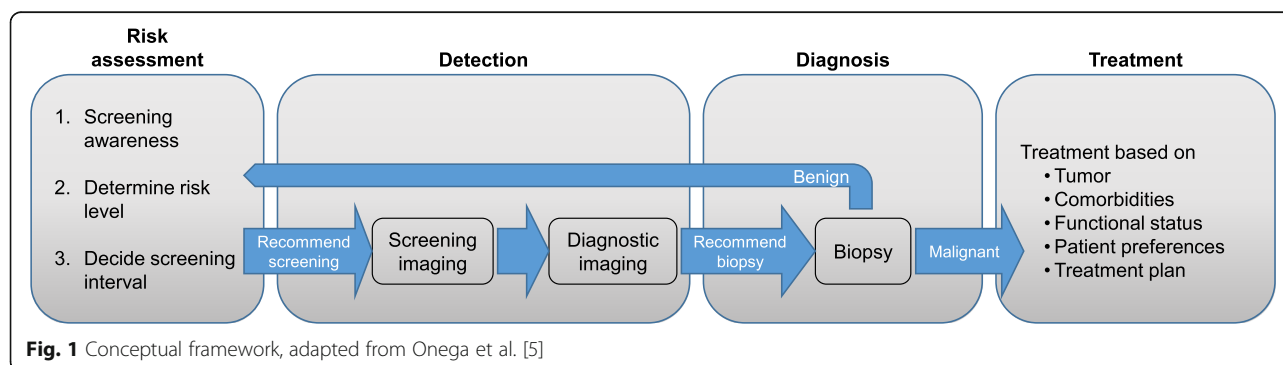 Risk
assessment
Detection
Diagnosis
Treatment
1. Screening
awareness
2. Determine risk
level
3. Decide screening
interval
Recommend
screening
Screening
imaging
Diagnostic
imaging
Recommend
biopsy
Benign
Biopsy
Malignant
Treatment based on
• Tumor
• Comorbidities
• Functional status
• Patient preferences
• Treatment plan
Fig. 1 Conceptual framework, adapted from Onega et al. [5]